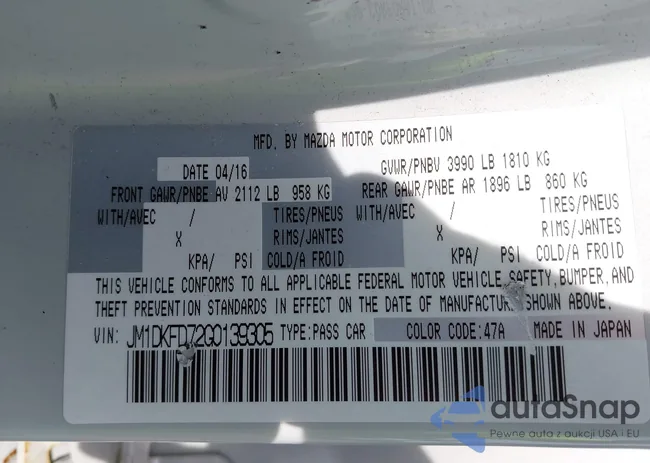 MFD. BY MAZDA MOTOR CORPORATION
DATE 04/16 GVWR/PNBV 3990 LB 1810 KG
FRONT GAWR/PNBE AV 2112 LB 958 KG REAR GAWR/PNBE AR 1896 LB 860 KG
WITH/AVEC / TIRES/PNEUS WITH/AVEC / TIRES/PNEUS
X RIMS/JANTES X RIMS/JANTES
KPA/ PSI COLD/A FROID KPA/ PSI COLD/A FROID
THIS VEHICLE CONFORMS TO ALL APPLICABLE FEDERAL MOTOR VEHICLE SAFETY, BUMPER, AND
THEFT PREVENTION STANDARDS IN EFFECT ON THE DATE OF MANUFACTURE SHOWN ABOVE.
VIN: JM1DKFD72G0139305 TYPE:PASS CAR COLOR CODE:47A MADE IN JAPAN
autoSnap
Pewne auta z aukcji USA i EU